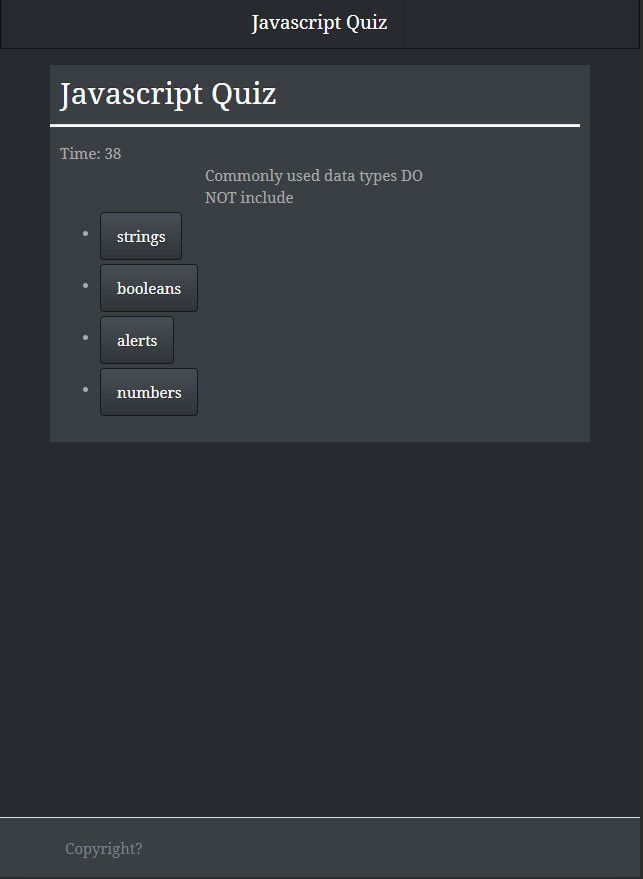 Javascript Quiz
Javascript Quiz
Time: 38
Commonly used data types DO
NOT include
strings
booleans
alerts
numbers
Copyright?